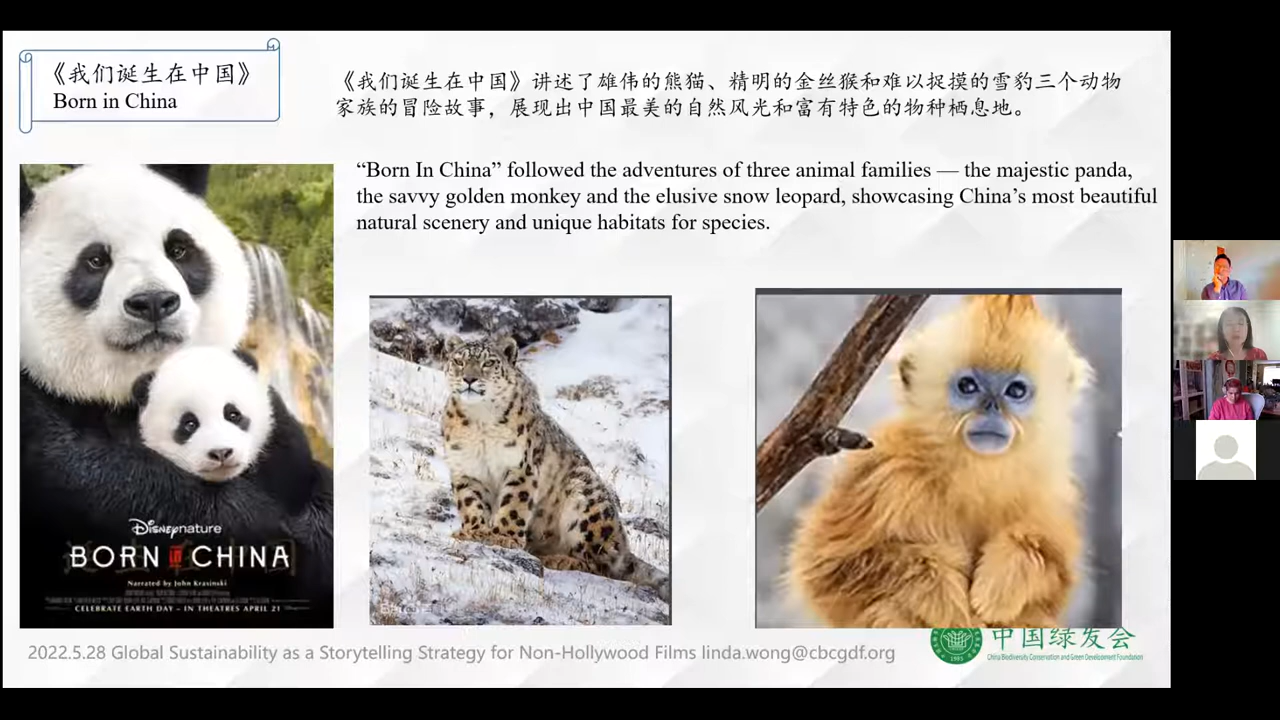 《我们诞生在中国》
Born in China
《我们诞生在中国》讲述了雄伟的熊猫、精明的金丝猴和难以捉摸的雪豹三个动物
家族的冒险故事，展现出中国最美的自然风光和富有特色的物种栖息地。
“Born In China” followed the adventures of three animal families — the majestic panda,
the savvy golden monkey and the elusive snow leopard, showcasing China’s most beautiful
natural scenery and unique habitats for species.
Disneynature
BORN IN CHINA
Narrated by John Krasinski
CELEBRATE EARTH DAY – IN THEATRES APRIL 21
2022.5.28 Global Sustainability as a Storytelling Strategy for Non-Hollywood Films linda.wong@cbcgdf.org
中国绿发会
China Biodiversity Conservation and Green Development Foundation
1985